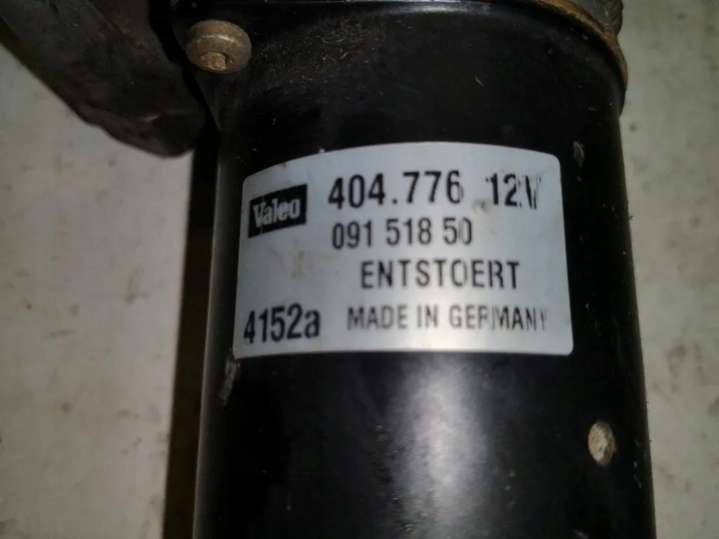 Valeo 404.776 12V
091 518 50
ENTSTOERT
4152a MADE IN GERMANY